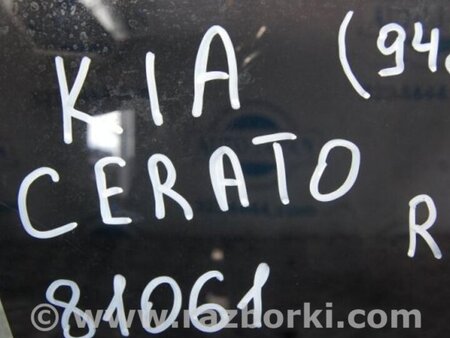 KIA (94
CERATO
R
81061
© www.razborki.com